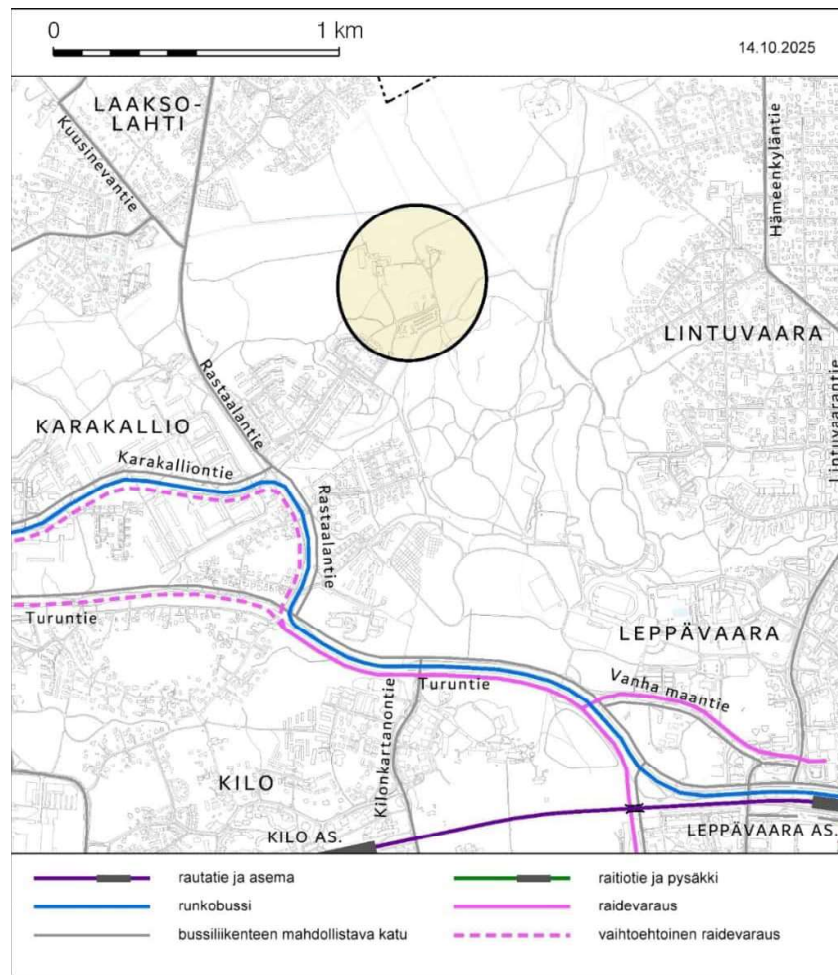 0 1 km
14.10.2025
LAAKSO-
LAHTI
Kuusinevantie
Hämeenkyläntie
LINTUVAARA
Rastaalantie
KARAKALLIO
Karakalliontie
Lintuvaarantie
Rastaalantie
Turuntie
LEPPÄVAARA
Turuntie
Vanha maantie
Kilonkartanontie
KILO
KILO AS.
LEPPÄVAARA AS.
rautatie ja asema
raitiotie ja pysäkki
runkobussi
raidevaraus
bussiliikenteen mahdollistava katu
vaihtoehtoinen raidevaraus